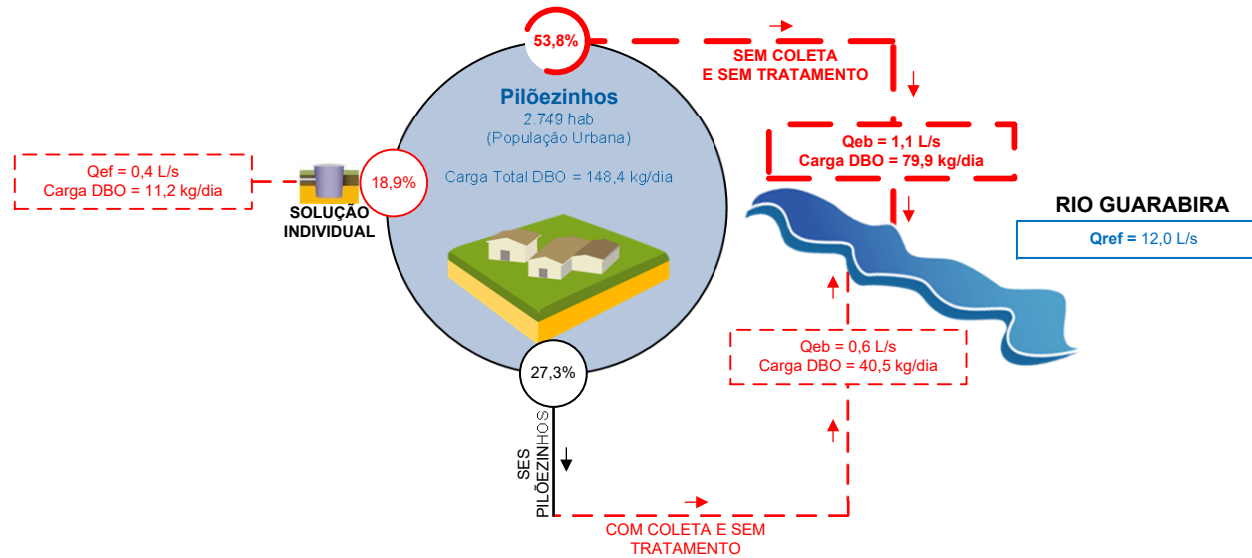 53,8%
SEM COLETA
E SEM TRATAMENTO
Pilõezinhos
2.749 hab
(População Urbana)
Carga Total DBO = 148,4 kg/dia
Qeb = 1,1 L/s
Carga DBO = 79,9 kg/dia
Qef = 0,4 L/s
Carga DBO = 11,2 kg/dia
18,9%
SOLUÇÃO
INDIVIDUAL
RIO GUARABIRA
Qref = 12,0 L/s
Qeb = 0,6 L/s
Carga DBO = 40,5 kg/dia
27,3%
SES
PILÕEZINHOS
COM COLETA E SEM
TRATAMENTO